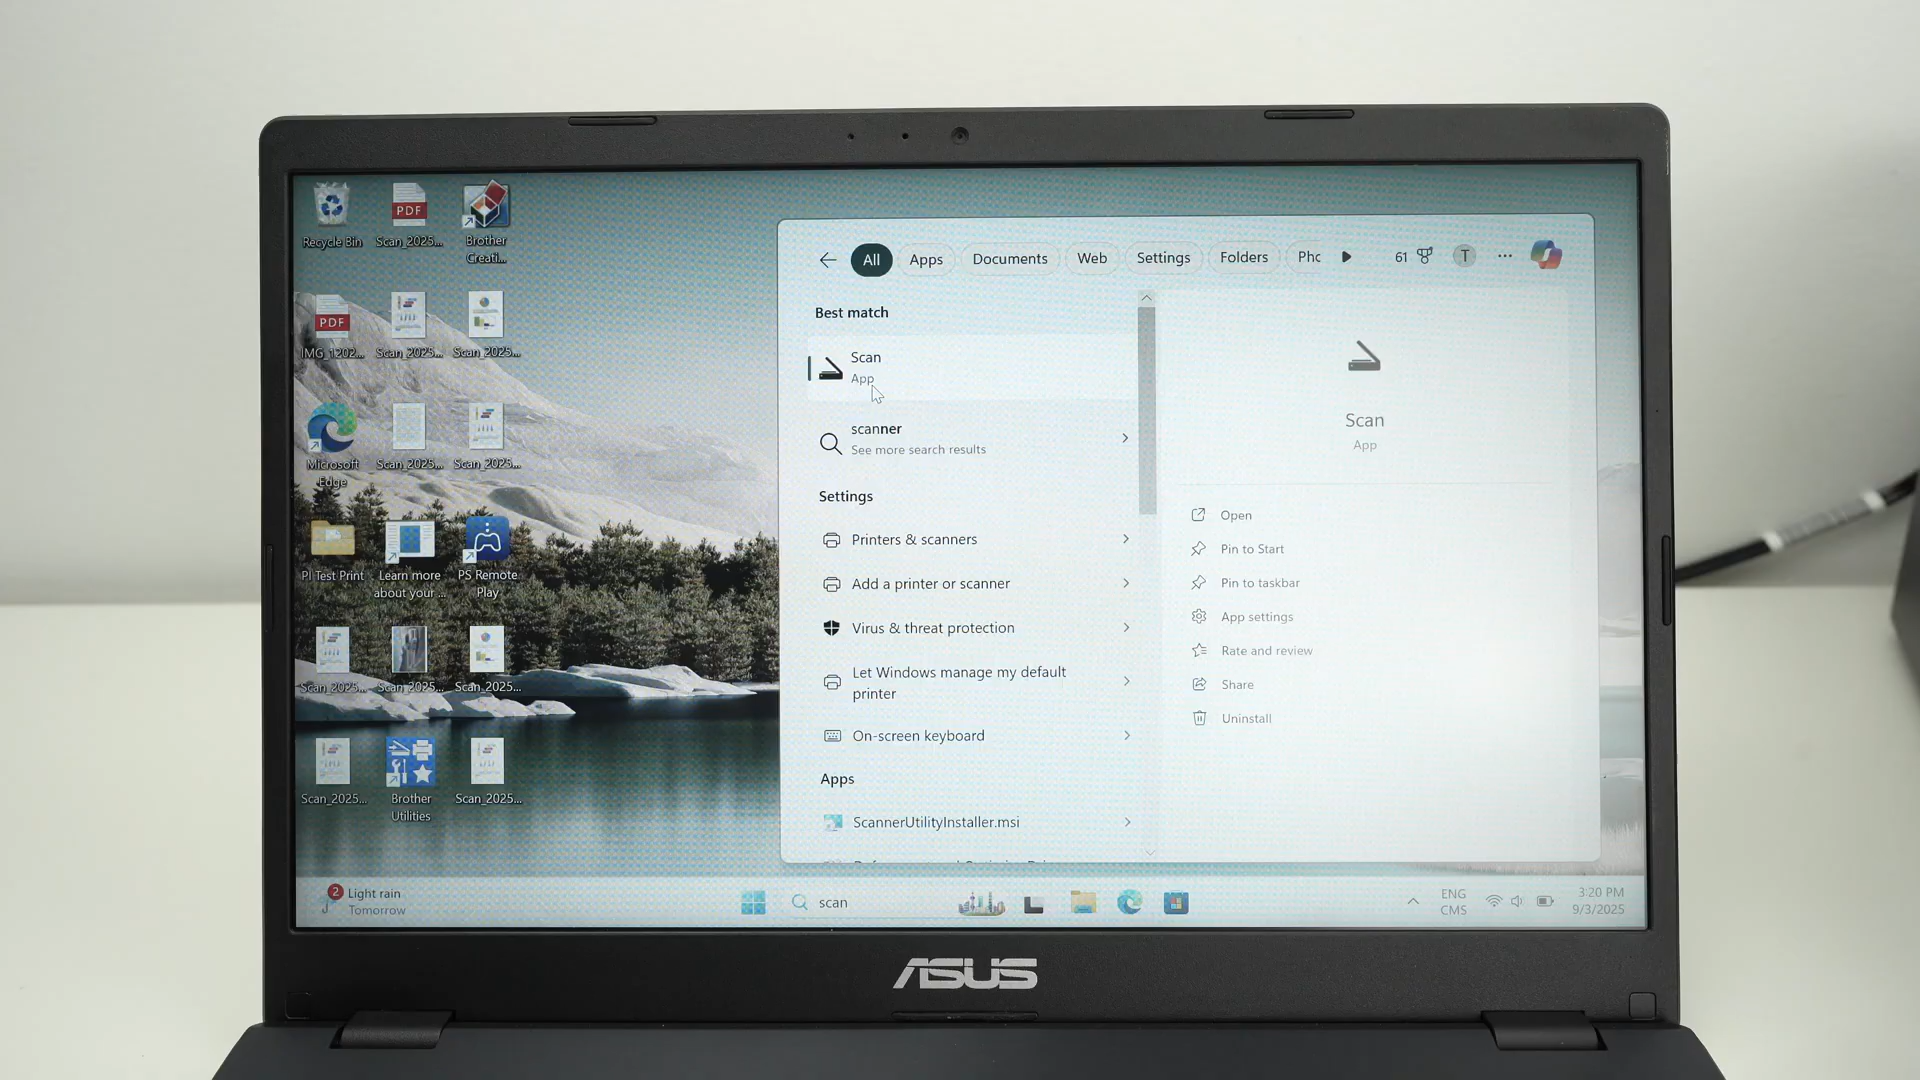 Recycle Bin
PDF
Scan_2025...
Brother
Creati...
PDF
IMG_1202...
Scan_2025...
Scan_2025...
Microsoft
Edge
Scan_2025...
Scan_2025...
PI Test Print
Learn more
about your ...
PS Remote
Play
Scan_2025...
Scan_2025...
Scan_2025...
Scan_2025...
Brother
Utilities
Scan_2025...
All
Apps
Documents
Web
Settings
Folders
Phc
61
T
...
Best match
Scan
App
scanner
See more search results
Settings
Printers & scanners
Add a printer or scanner
Virus & threat protection
Let Windows manage my default
printer
On-screen keyboard
Apps
ScannerUtilityInstaller.msi
Scan
App
Open
Pin to Start
Pin to taskbar
App settings
Rate and review
Share
Uninstall
2
Light rain
Tomorrow
scan
ENG
CMS
3:20 PM
9/3/2025
ASUS